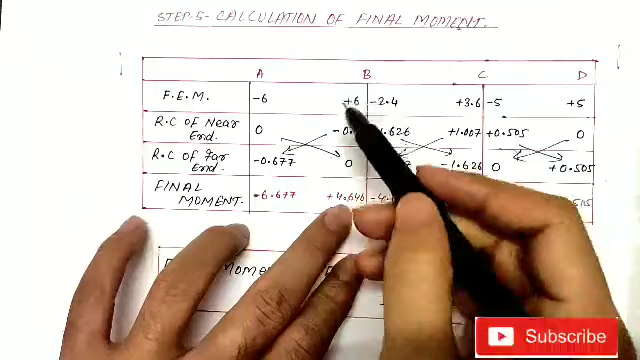 STEP-5- CALCULATION OF FINAL MOMENT.
A B C D
F.E.M. -6 +6 -2.4 +3.6 -5 +5
R.C of Near End. 0 +1.007 +0.505 0
R.C of Far End. -0.677 0 -1.626 0 +0.505
FINAL MOMENT. -6.677 +4.646
Subscribe